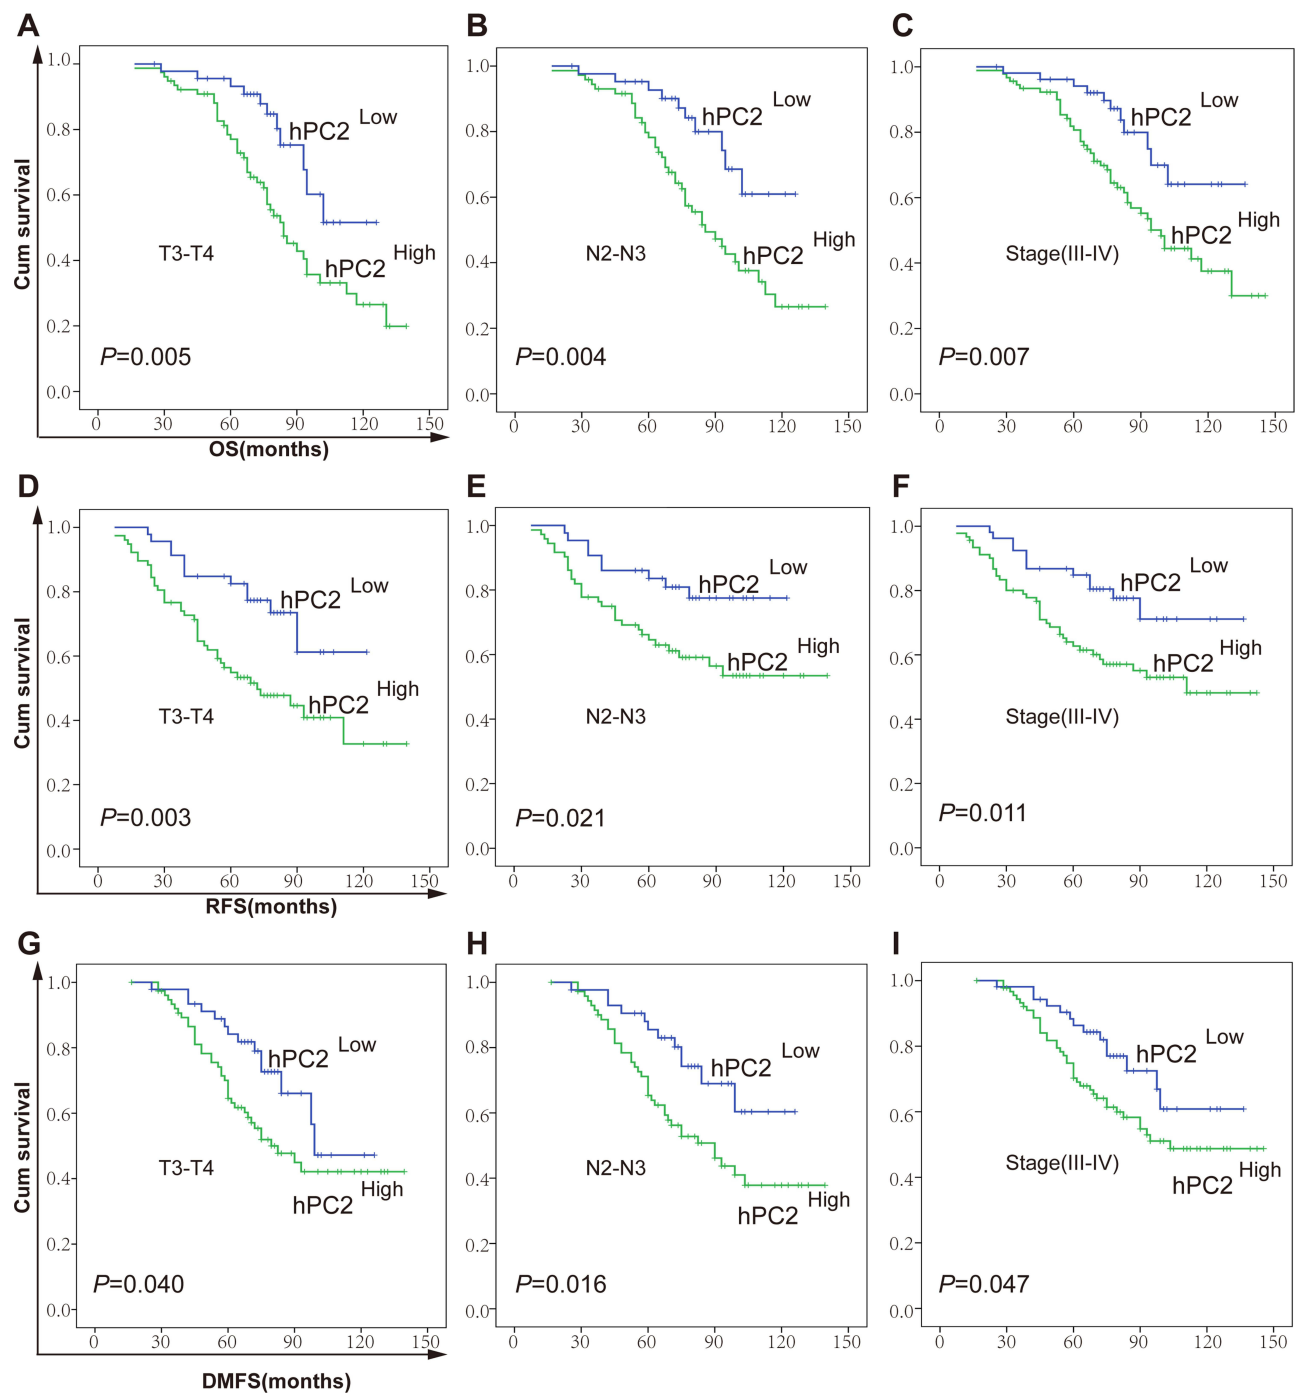 A
Cum survival
1.0
0.8
0.6
0.4
0.2
0.0
hPC2 Low
hPC2 High
T3-T4
P=0.005
0 30 60 90 120 150
OS(months)
B
1.0
0.8
0.6
0.4
0.2
0.0
hPC2 Low
hPC2 High
N2-N3
P=0.004
0 30 60 90 120 150
C
1.0
0.8
0.6
0.4
0.2
0.0
hPC2 Low
hPC2 High
Stage(III-IV)
P=0.007
0 30 60 90 120 150
D
Cum survival
1.0
0.8
0.6
0.4
0.2
0.0
hPC2 Low
hPC2 High
T3-T4
P=0.003
0 30 60 90 120 150
RFS(months)
E
1.0
0.8
0.6
0.4
0.2
0.0
hPC2 Low
hPC2 High
N2-N3
P=0.021
0 30 60 90 120 150
F
1.0
0.8
0.6
0.4
0.2
0.0
hPC2 Low
hPC2 High
Stage(III-IV)
P=0.011
0 30 60 90 120 150
G
Cum survival
1.0
0.8
0.6
0.4
0.2
0.0
hPC2 Low
T3-T4
hPC2 High
P=0.040
0 30 60 90 120 150
DMFS(months)
H
1.0
0.8
0.6
0.4
0.2
0.0
hPC2 Low
N2-N3
hPC2 High
P=0.016
0 30 60 90 120 150
I
1.0
0.8
0.6
0.4
0.2
0.0
hPC2 Low
Stage(III-IV)
hPC2 High
P=0.047
0 30 60 90 120 150